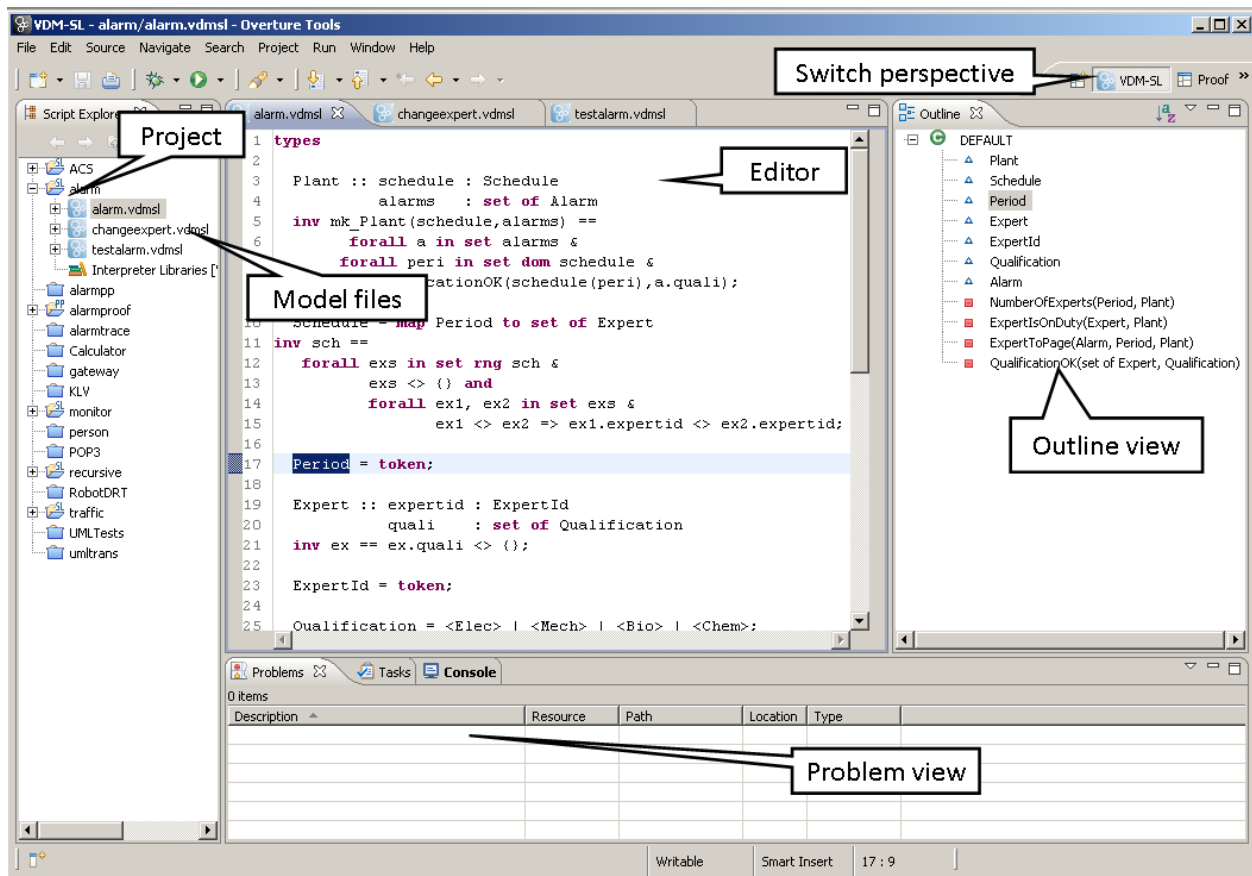 VDM-SL - alarm/alarm.vdmsl - Overture Tools
File Edit Source Navigate Search Project Run Window Help
Switch perspective
VDM-SL Proof »
Script Explore
Project
ACS
alarm
alarm.vdmsl
changeexpert.vdmsl
testalarm.vdmsl
Interpreter Libraries ['
alarmpp
alarmproof
alarmtrace
Calculator
gateway
KLV
monitor
person
POP3
recursive
RobotDRT
traffic
UMLTests
umltrans
Model files
alarm.vdmsl changeexpert.vdmsl testalarm.vdmsl
Editor
1 types
2
3 Plant :: schedule : Schedule
4 alarms : set of Alarm
5 inv mk_Plant(schedule,alarms) ==
6 forall a in set alarms &
forall peri in set dom schedule &
cationOK(schedule(peri),a.quali);
10 Schedule = map Period to set of Expert
11 inv sch ==
12 forall exs in set rng sch &
13 exs <> {} and
14 forall ex1, ex2 in set exs &
15 ex1 <> ex2 => ex1.expertid <> ex2.expertid;
16
17 Period = token;
18
19 Expert :: expertid : ExpertId
20 quali : set of Qualification
21 inv ex == ex.quali <> {};
22
23 ExpertId = token;
24
25 Qualification = <Elec> | <Mech> | <Bio> | <Chem>;
Outline
DEFAULT
Plant
Schedule
Period
Expert
ExpertId
Qualification
Alarm
NumberOfExperts(Period, Plant)
ExpertIsOnDuty(Expert, Plant)
ExpertToPage(Alarm, Period, Plant)
QualificationOK(set of Expert, Qualification)
Outline view
Problems Tasks Console
0 items
Description Resource Path Location Type
Problem view
Writable Smart Insert 17 : 9